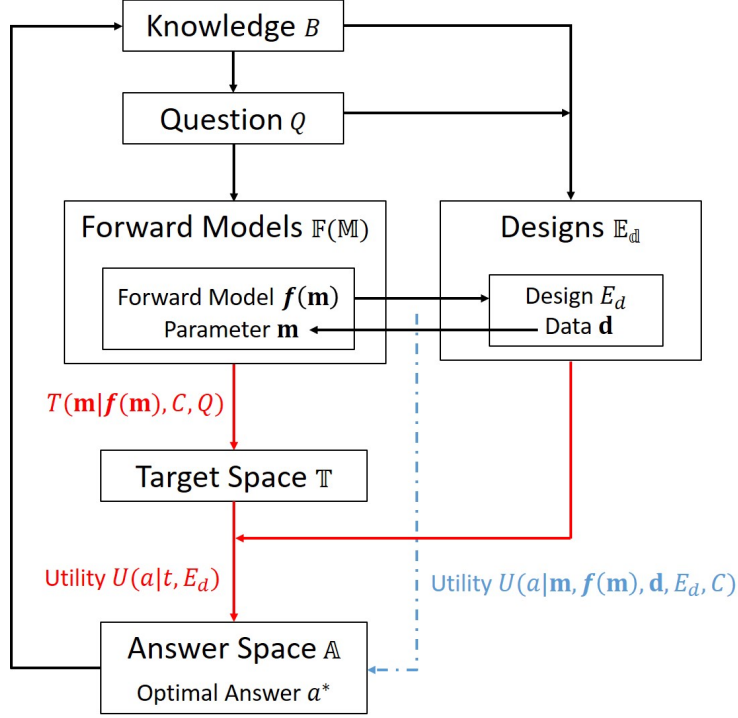 Knowledge B
Question Q
Forward Models 𝔽(𝕄)
Designs 𝔼_𝕕
Forward Model f(m)
Parameter m
Design E_d
Data d
T(m|f(m), C, Q)
Target Space 𝕋
Utility U(a|t, E_d)
Utility U(a|m, f(m), d, E_d, C)
Answer Space 𝔸
Optimal Answer a*